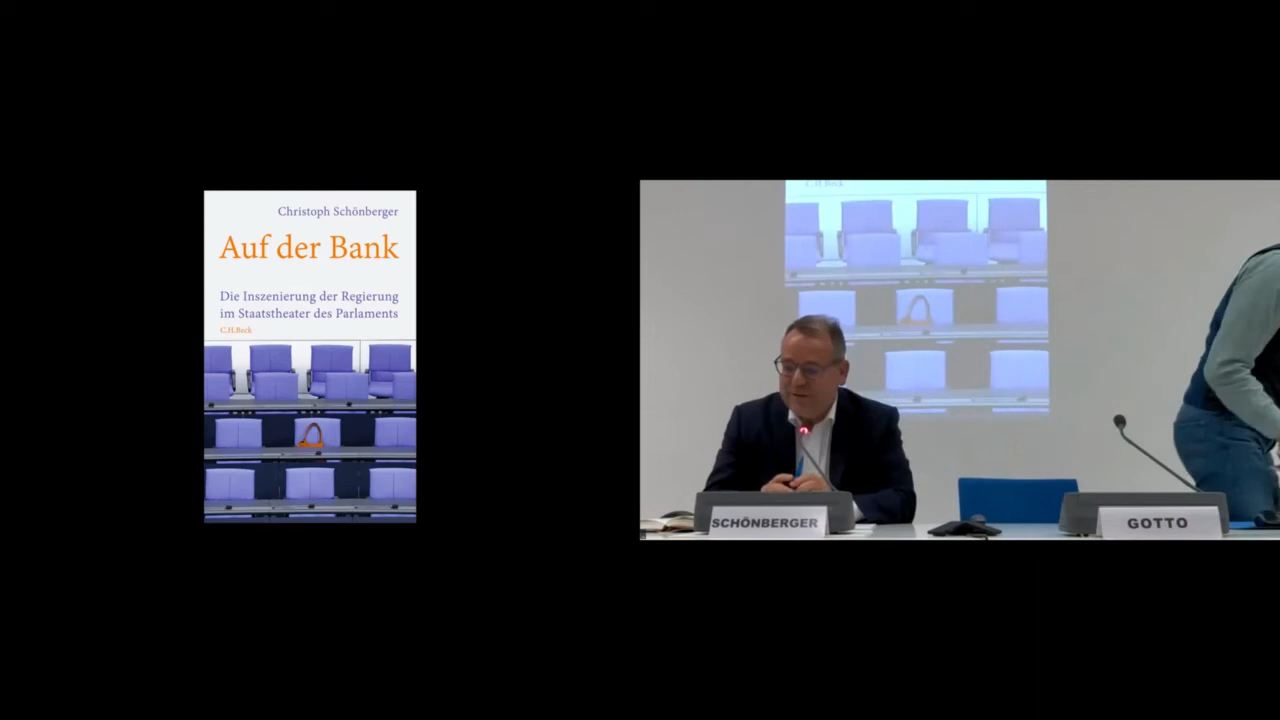 Christoph Schönberger
Auf der Bank
Die Inszenierung der Regierung
im Staatstheater des Parlaments
C.H.Beck
C.H.Beck
SCHÖNBERGER
GOTTO